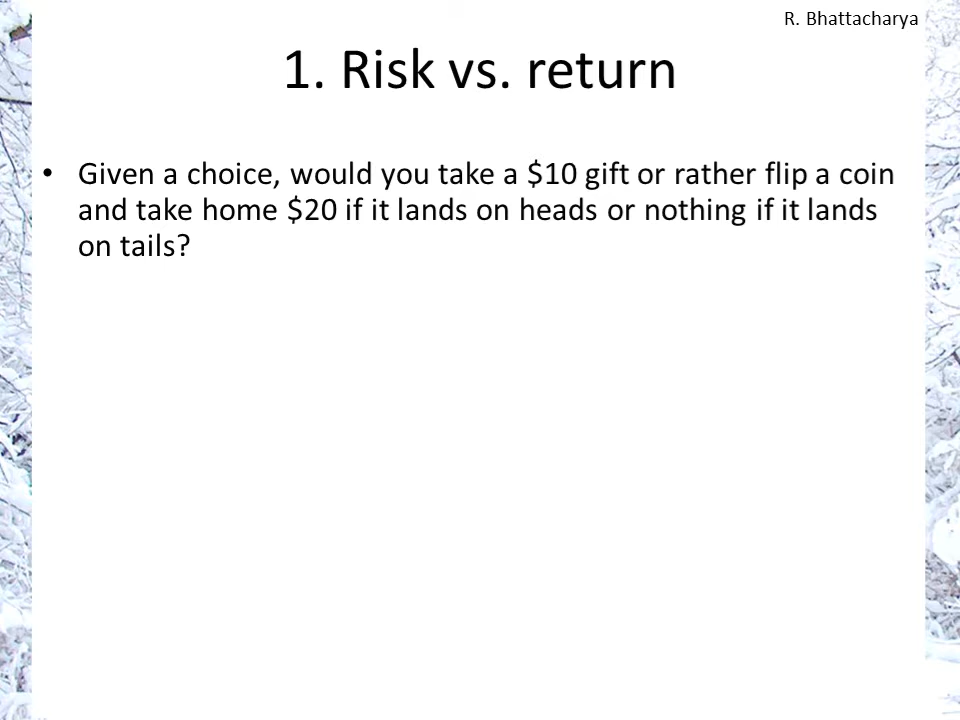 R. Bhattacharya
1. Risk vs. return
• Given a choice, would you take a $10 gift or rather flip a coin
and take home $20 if it lands on heads or nothing if it lands
on tails?